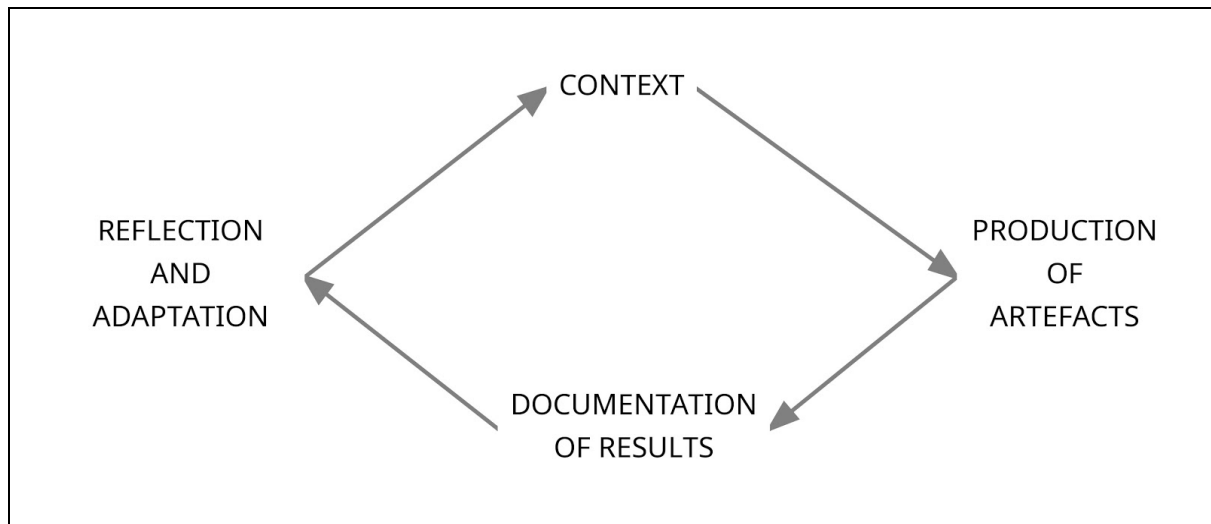 CONTEXT
REFLECTION
AND
ADAPTATION
PRODUCTION
OF
ARTEFACTS
DOCUMENTATION
OF RESULTS